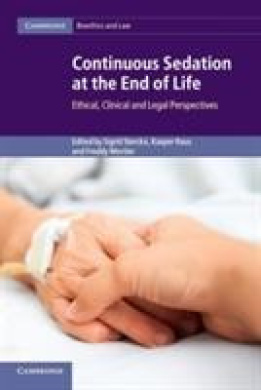 CAMBRIDGE Bioethics and Law
Continuous Sedation
at the End of Life
Ethical, Clinical and Legal Perspectives
Edited by Sigrid Sterckx, Kasper Raus
and Freddy Mortier
CAMBRIDGE